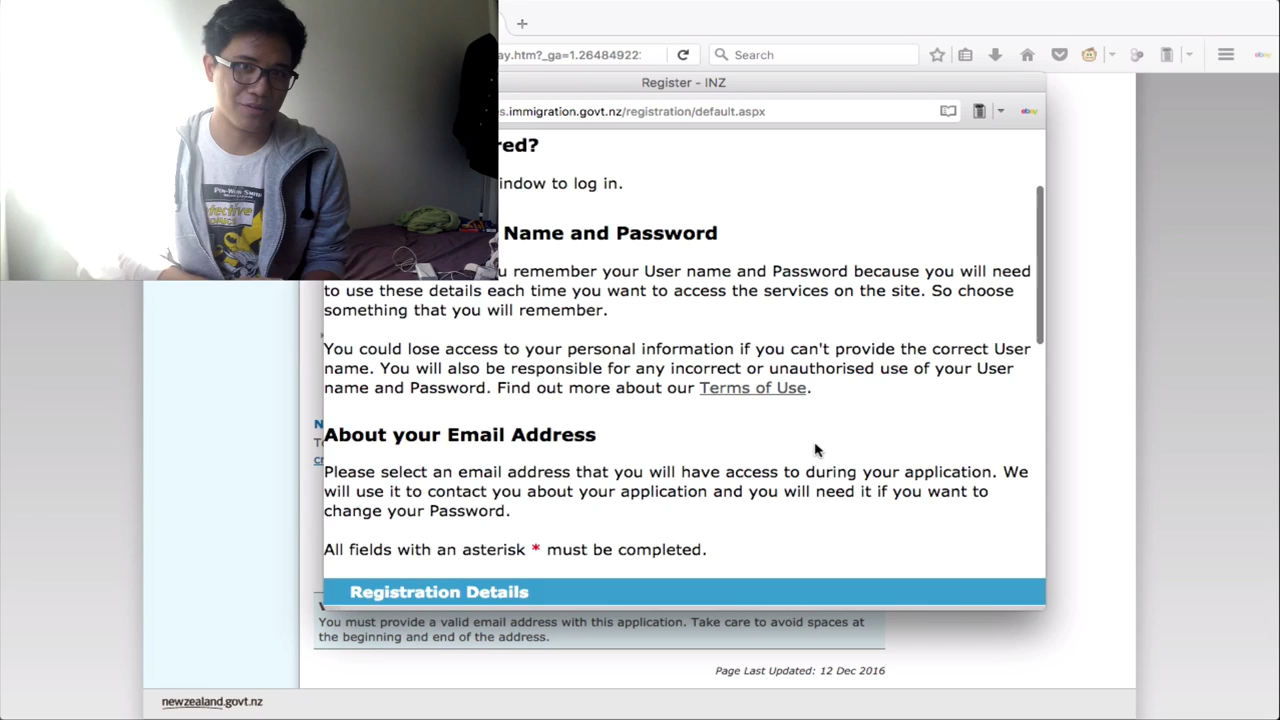 ay.htm?_ga=1.26484922
Search
Register - INZ
s.immigration.govt.nz/registration/default.aspx
ebay
red?
indow to log in.
Name and Password
u remember your User name and Password because you will need
to use these details each time you want to access the services on the site. So choose
something that you will remember.
You could lose access to your personal information if you can't provide the correct User
name. You will also be responsible for any incorrect or unauthorised use of your User
name and Password. Find out more about our Terms of Use.
About your Email Address
Please select an email address that you will have access to during your application. We
will use it to contact you about your application and you will need it if you want to
change your Password.
All fields with an asterisk * must be completed.
Registration Details
You must provide a valid email address with this application. Take care to avoid spaces at
the beginning and end of the address.
Page Last Updated: 12 Dec 2016
newzealand.govt.nz